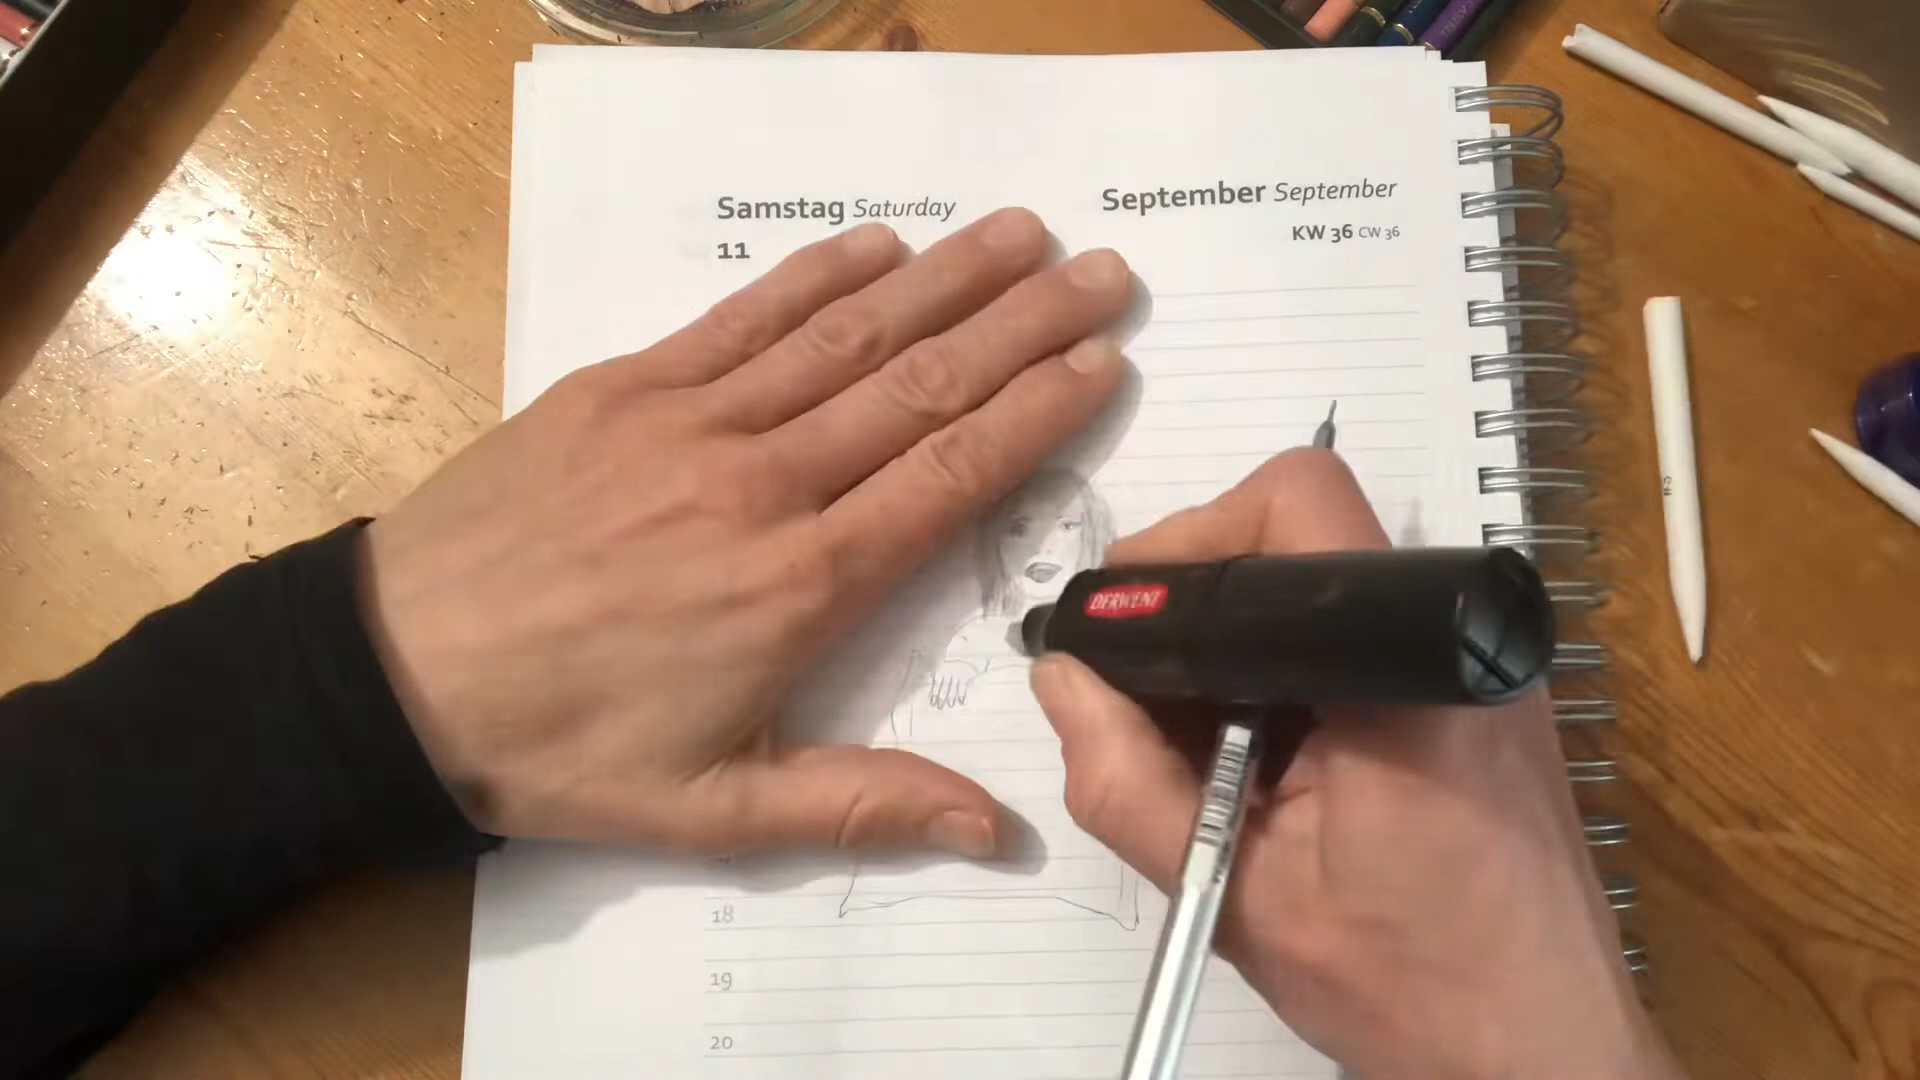 Samstag Saturday
11
September September
KW 36 CW 36
DERWENT
18
19
20